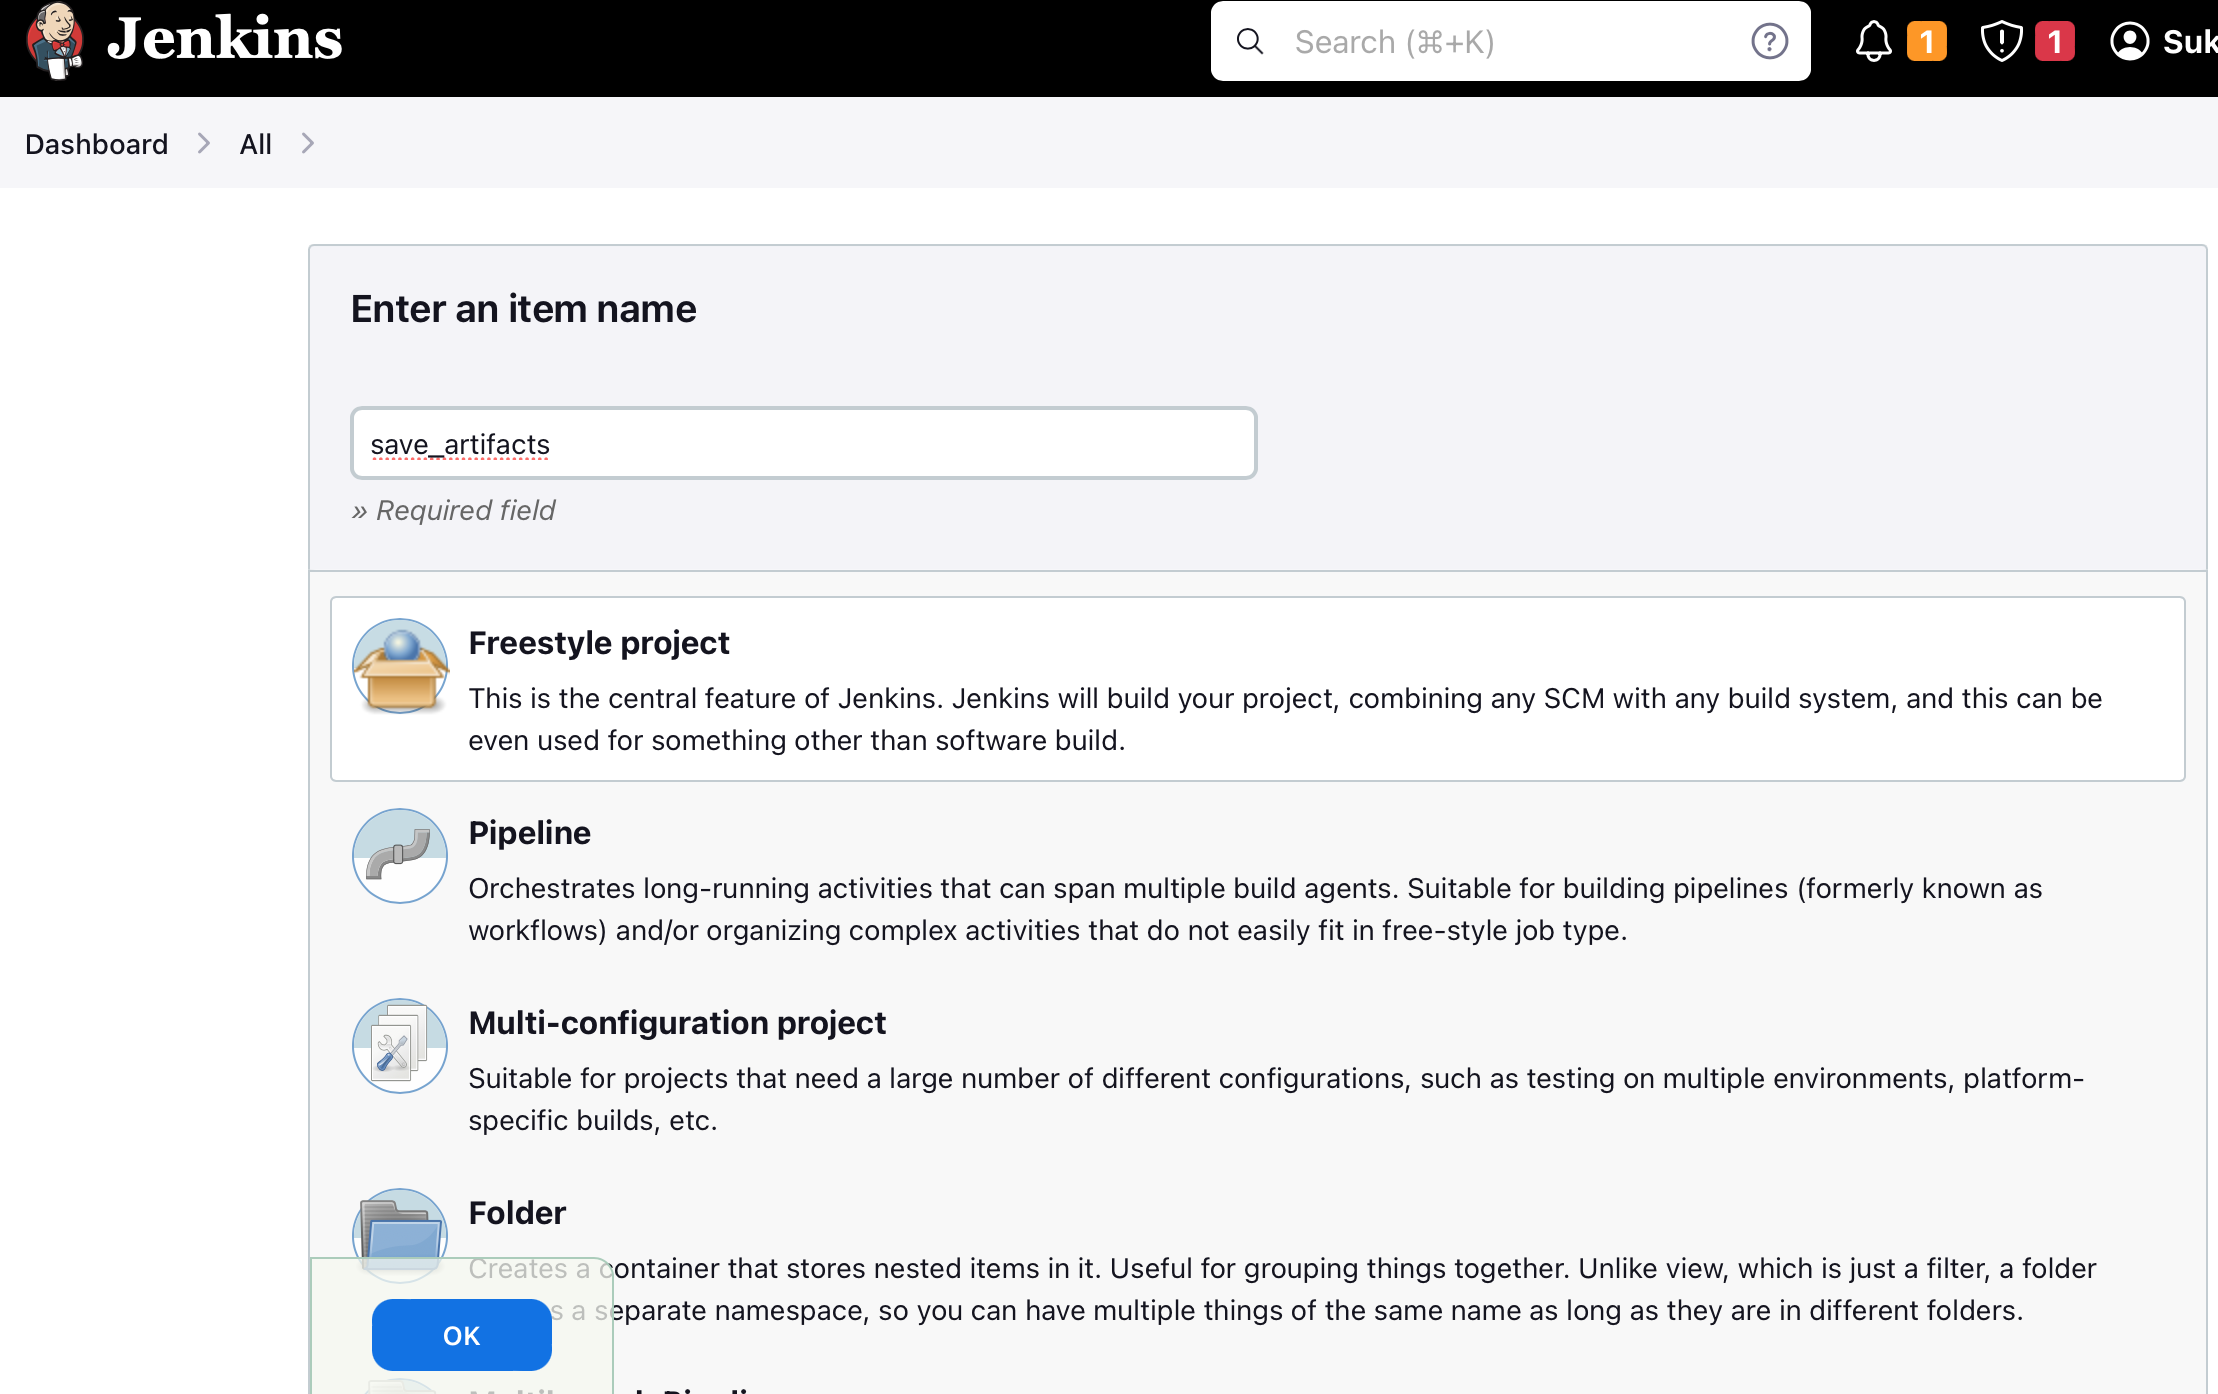 Jenkins
Search (⌘+K)
1
1
Suk
Dashboard
All
Enter an item name
save_artifacts
» Required field
Freestyle project
This is the central feature of Jenkins. Jenkins will build your project, combining any SCM with any build system, and this can be
even used for something other than software build.
Pipeline
Orchestrates long-running activities that can span multiple build agents. Suitable for building pipelines (formerly known as
workflows) and/or organizing complex activities that do not easily fit in free-style job type.
Multi-configuration project
Suitable for projects that need a large number of different configurations, such as testing on multiple environments, platform-
specific builds, etc.
Folder
Creates a container that stores nested items in it. Useful for grouping things together. Unlike view, which is just a filter, a folder
s a separate namespace, so you can have multiple things of the same name as long as they are in different folders.
OK